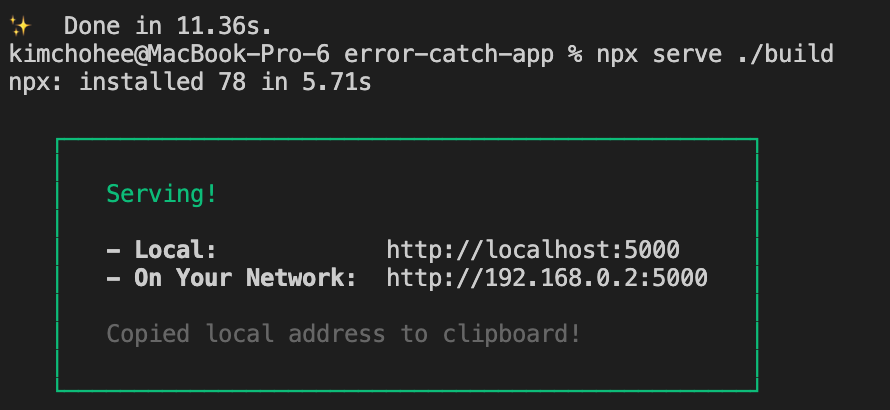 ✨  Done in 11.36s.
kimchohee@MacBook-Pro-6 error-catch-app % npx serve ./build
npx: installed 78 in 5.71s
Serving!
- Local:            http://localhost:5000
- On Your Network:  http://192.168.0.2:5000
Copied local address to clipboard!